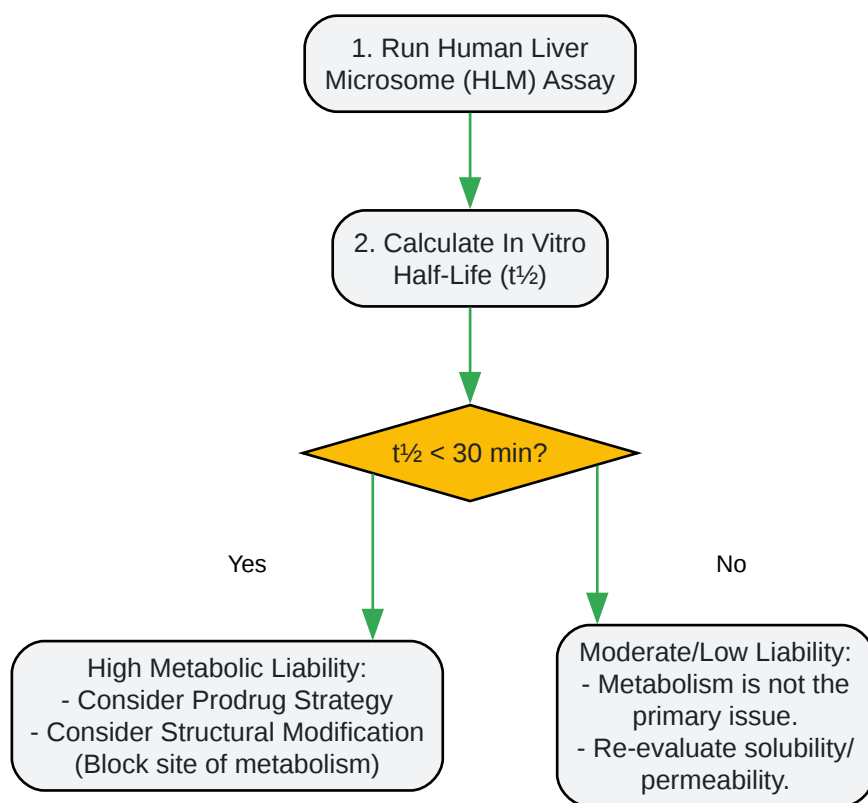 1. Run Human Liver
Microsome (HLM) Assay
2. Calculate In Vitro
Half-Life (t½)
t½ < 30 min?
Yes
No
High Metabolic Liability:
- Consider Prodrug Strategy
- Consider Structural Modification
(Block site of metabolism)
Moderate/Low Liability:
- Metabolism is not the
primary issue.
- Re-evaluate solubility/
permeability.